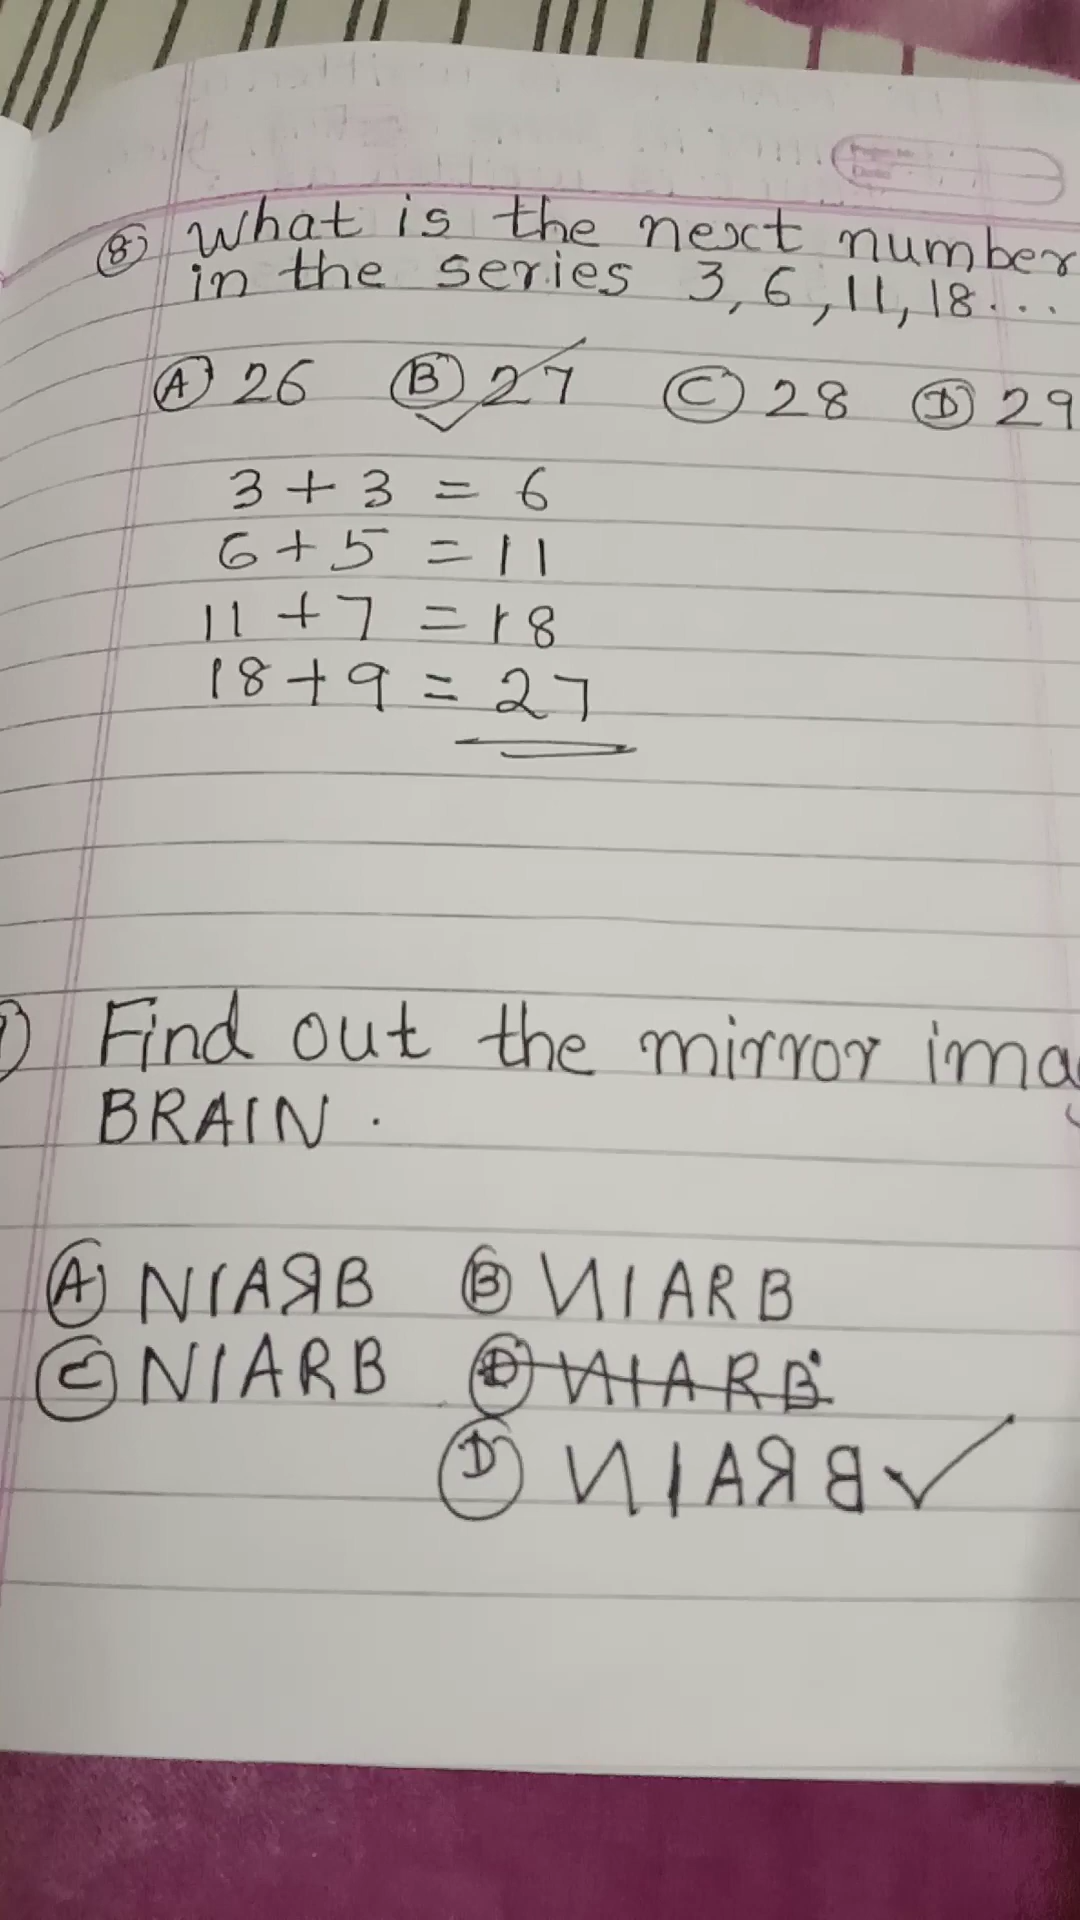 ⑧ What is the next number
in the series 3, 6, 11, 18...
Ⓐ 26 Ⓑ 27 Ⓒ 28 Ⓓ 29
3 + 3 = 6
6 + 5 = 11
11 + 7 = 18
18 + 9 = 27
Find out the mirror imag
BRAIN.
Ⓐ NIAЯB Ⓑ ИIARB
Ⓒ NIARB Ⓓ ИIARB
Ⓓ ИIAЯઘ